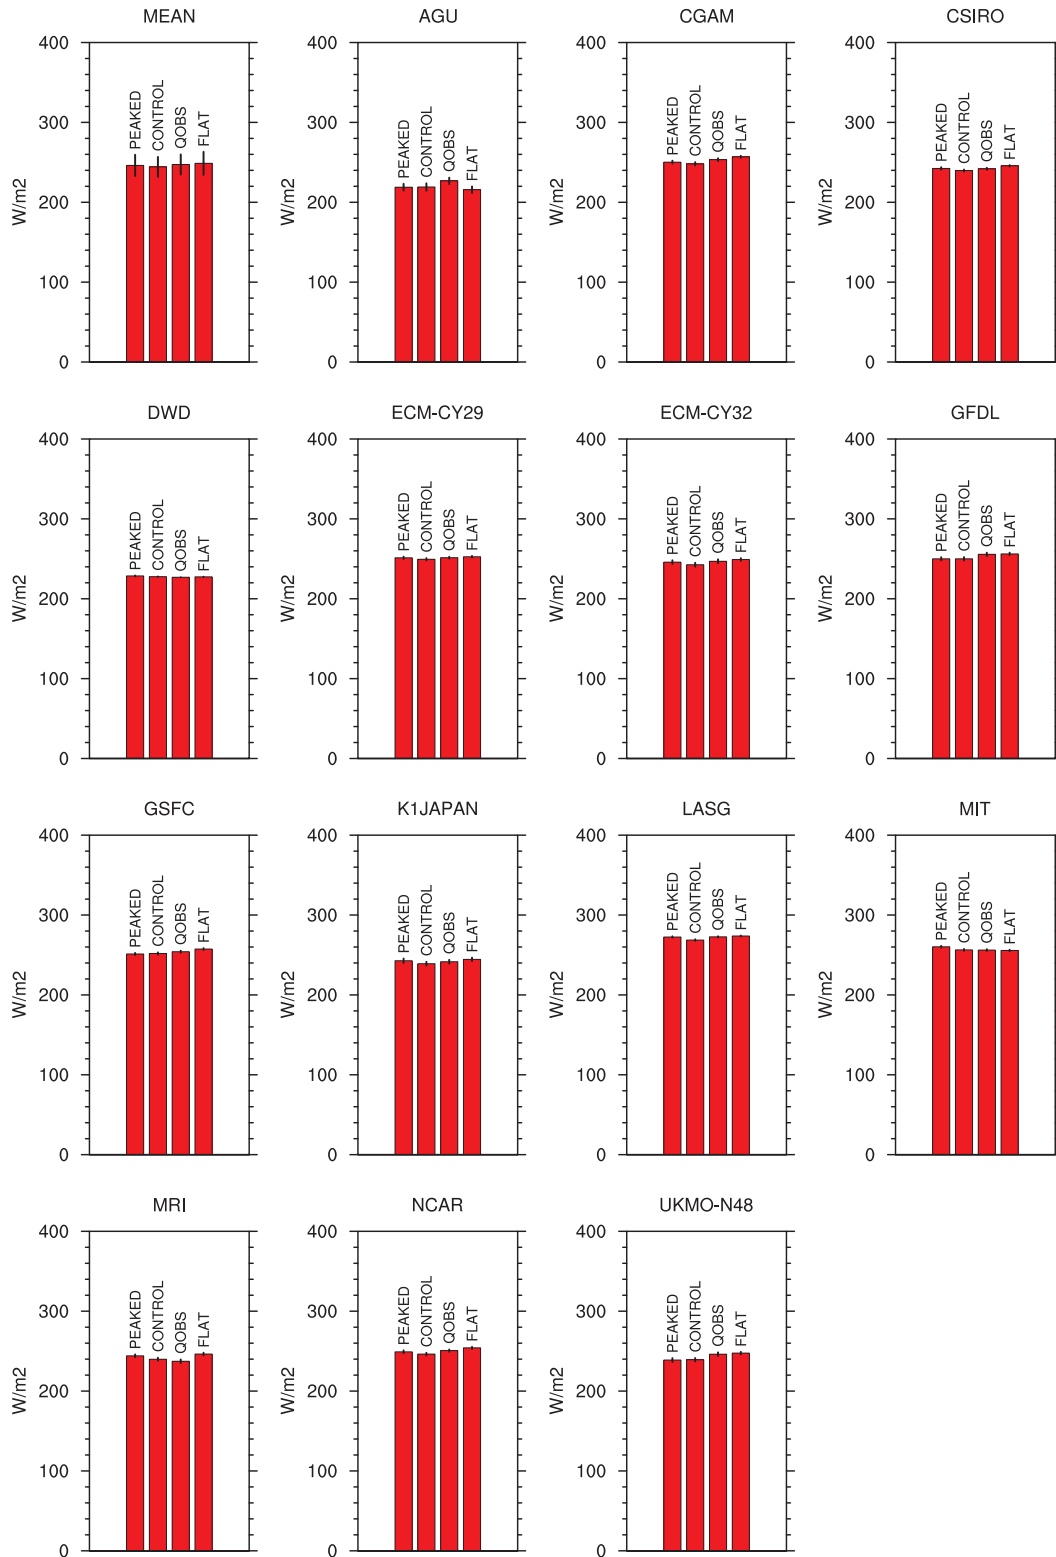 MEAN
400
300
200
100
0
W/m2
PEAKED
CONTROL
QOBS
FLAT
AGU
400
300
200
100
0
W/m2
PEAKED
CONTROL
QOBS
FLAT
CGAM
400
300
200
100
0
W/m2
PEAKED
CONTROL
QOBS
FLAT
CSIRO
400
300
200
100
0
W/m2
PEAKED
CONTROL
QOBS
FLAT
DWD
400
300
200
100
0
W/m2
PEAKED
CONTROL
QOBS
FLAT
ECM-CY29
400
300
200
100
0
W/m2
PEAKED
CONTROL
QOBS
FLAT
ECM-CY32
400
300
200
100
0
W/m2
PEAKED
CONTROL
QOBS
FLAT
GFDL
400
300
200
100
0
W/m2
PEAKED
CONTROL
QOBS
FLAT
GSFC
400
300
200
100
0
W/m2
PEAKED
CONTROL
QOBS
FLAT
K1JAPAN
400
300
200
100
0
W/m2
PEAKED
CONTROL
QOBS
FLAT
LASG
400
300
200
100
0
W/m2
PEAKED
CONTROL
QOBS
FLAT
MIT
400
300
200
100
0
W/m2
PEAKED
CONTROL
QOBS
FLAT
MRI
400
300
200
100
0
W/m2
PEAKED
CONTROL
QOBS
FLAT
NCAR
400
300
200
100
0
W/m2
PEAKED
CONTROL
QOBS
FLAT
UKMO-N48
400
300
200
100
0
W/m2
PEAKED
CONTROL
QOBS
FLAT